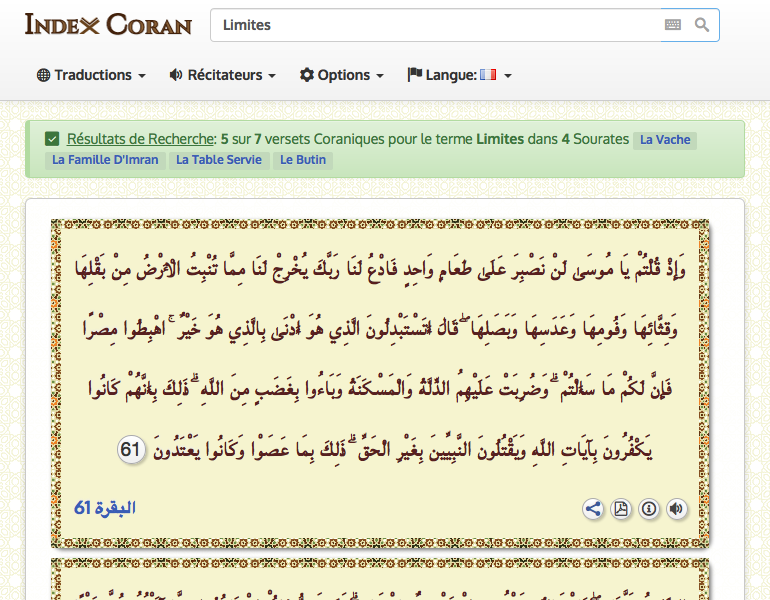 INDEX CORAN
Limites
Traductions Récitateurs Options Langue:
Résultats de Recherche: 5 sur 7 versets Coraniques pour le terme Limites dans 4 Sourates La Vache
La Famille D'Imran La Table Servie Le Butin
وَإِذْ قُلْتُمْ يَا مُوسَى لَنْ نَصْبِرَ عَلَى طَعَامٍ وَاحِدٍ فَادْعُ لَنَا رَبَّكَ يُخْرِجْ لَنَا مِمَّا تُنْبِتُ الْأَرْضُ مِنْ بَقْلِهَا
وَقِثَّائِهَا وَفُومِهَا وَعَدَسِهَا وَبَصَلِهَا ۖ قَالَ أَتَسْتَبْدِلُونَ الَّذِي هُوَ أَدْنَى بِالَّذِي هُوَ خَيْرٌ ۚ اهْبِطُوا مِصْرًا
فَإِنَّ لَكُمْ مَا سَأَلْتُمْ ۗ وَضُرِبَتْ عَلَيْهِمُ الذِّلَّةُ وَالْمَسْكَنَةُ وَبَاءُوا بِغَضَبٍ مِنَ اللَّهِ ۗ ذَلِكَ بِأَنَّهُمْ كَانُوا
يَكْفُرُونَ بِآيَاتِ اللَّهِ وَيَقْتُلُونَ النَّبِيِّينَ بِغَيْرِ الْحَقِّ ۗ ذَلِكَ بِمَا عَصَوْا وَكَانُوا يَعْتَدُونَ 61
البقرة 61